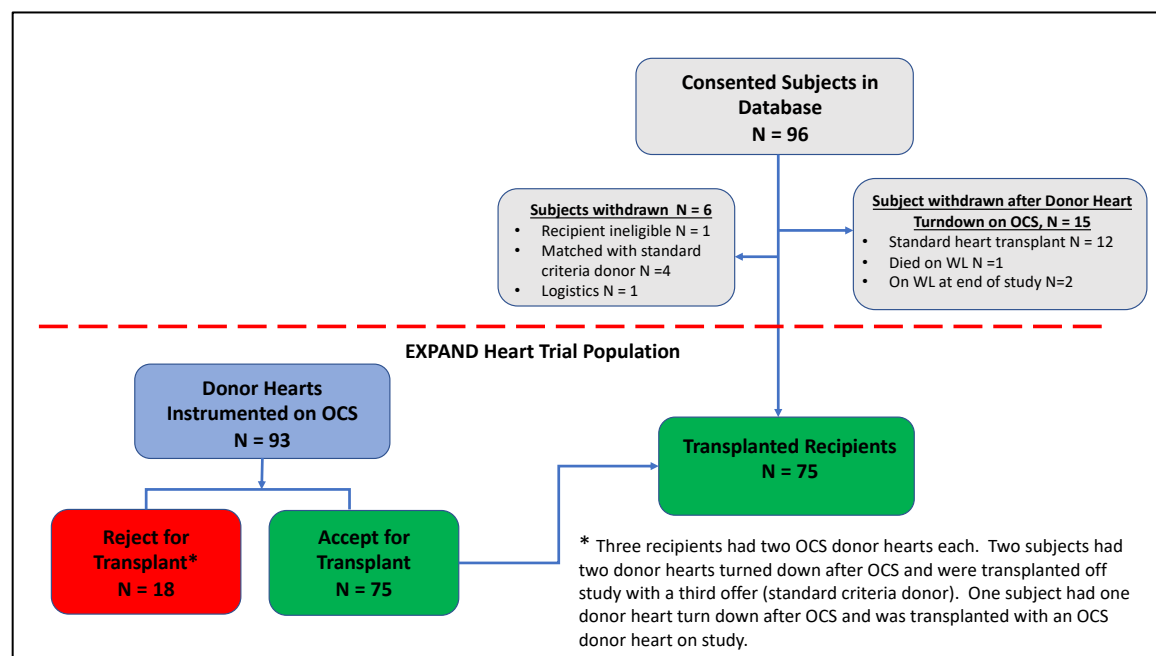 Consented Subjects in
Database
N = 96
Subjects withdrawn N = 6
• Recipient ineligible N = 1
• Matched with standard
criteria donor N =4
• Logistics N = 1
Subject withdrawn after Donor Heart
Turndown on OCS, N = 15
• Standard heart transplant N = 12
• Died on WL N =1
• On WL at end of study N=2
EXPAND Heart Trial Population
Donor Hearts
Instrumented on OCS
N = 93
Transplanted Recipients
N = 75
Reject for
Transplant*
N = 18
Accept for
Transplant
N = 75
* Three recipients had two OCS donor hearts each. Two subjects had
two donor hearts turned down after OCS and were transplanted off
study with a third offer (standard criteria donor). One subject had one
donor heart turn down after OCS and was transplanted with an OCS
donor heart on study.